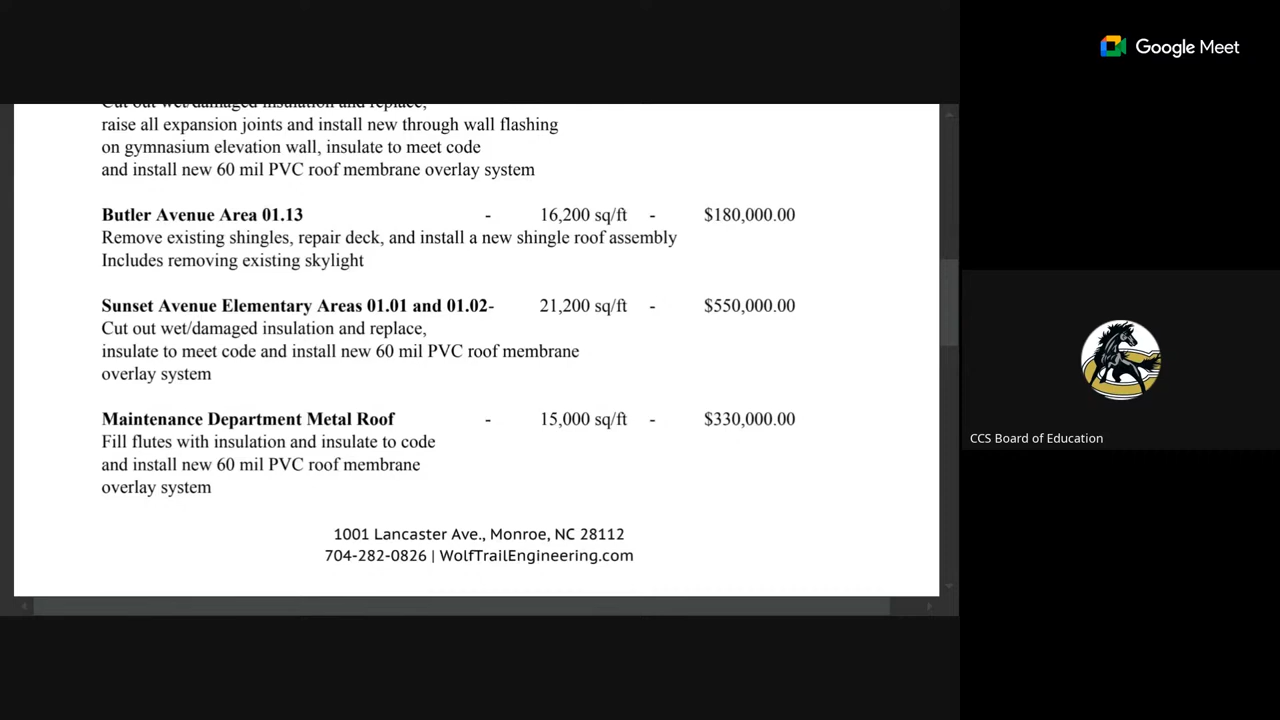 Google Meet
Cut out wet/damaged insulation and replace,
raise all expansion joints and install new through wall flashing
on gymnasium elevation wall, insulate to meet code
and install new 60 mil PVC roof membrane overlay system
Butler Avenue Area 01.13 - 16,200 sq/ft - $180,000.00
Remove existing shingles, repair deck, and install a new shingle roof assembly
Includes removing existing skylight
Sunset Avenue Elementary Areas 01.01 and 01.02- 21,200 sq/ft - $550,000.00
Cut out wet/damaged insulation and replace,
insulate to meet code and install new 60 mil PVC roof membrane
overlay system
Maintenance Department Metal Roof - 15,000 sq/ft - $330,000.00
Fill flutes with insulation and insulate to code
and install new 60 mil PVC roof membrane
overlay system
1001 Lancaster Ave., Monroe, NC 28112
704-282-0826 | WolfTrailEngineering.com
CCS Board of Education